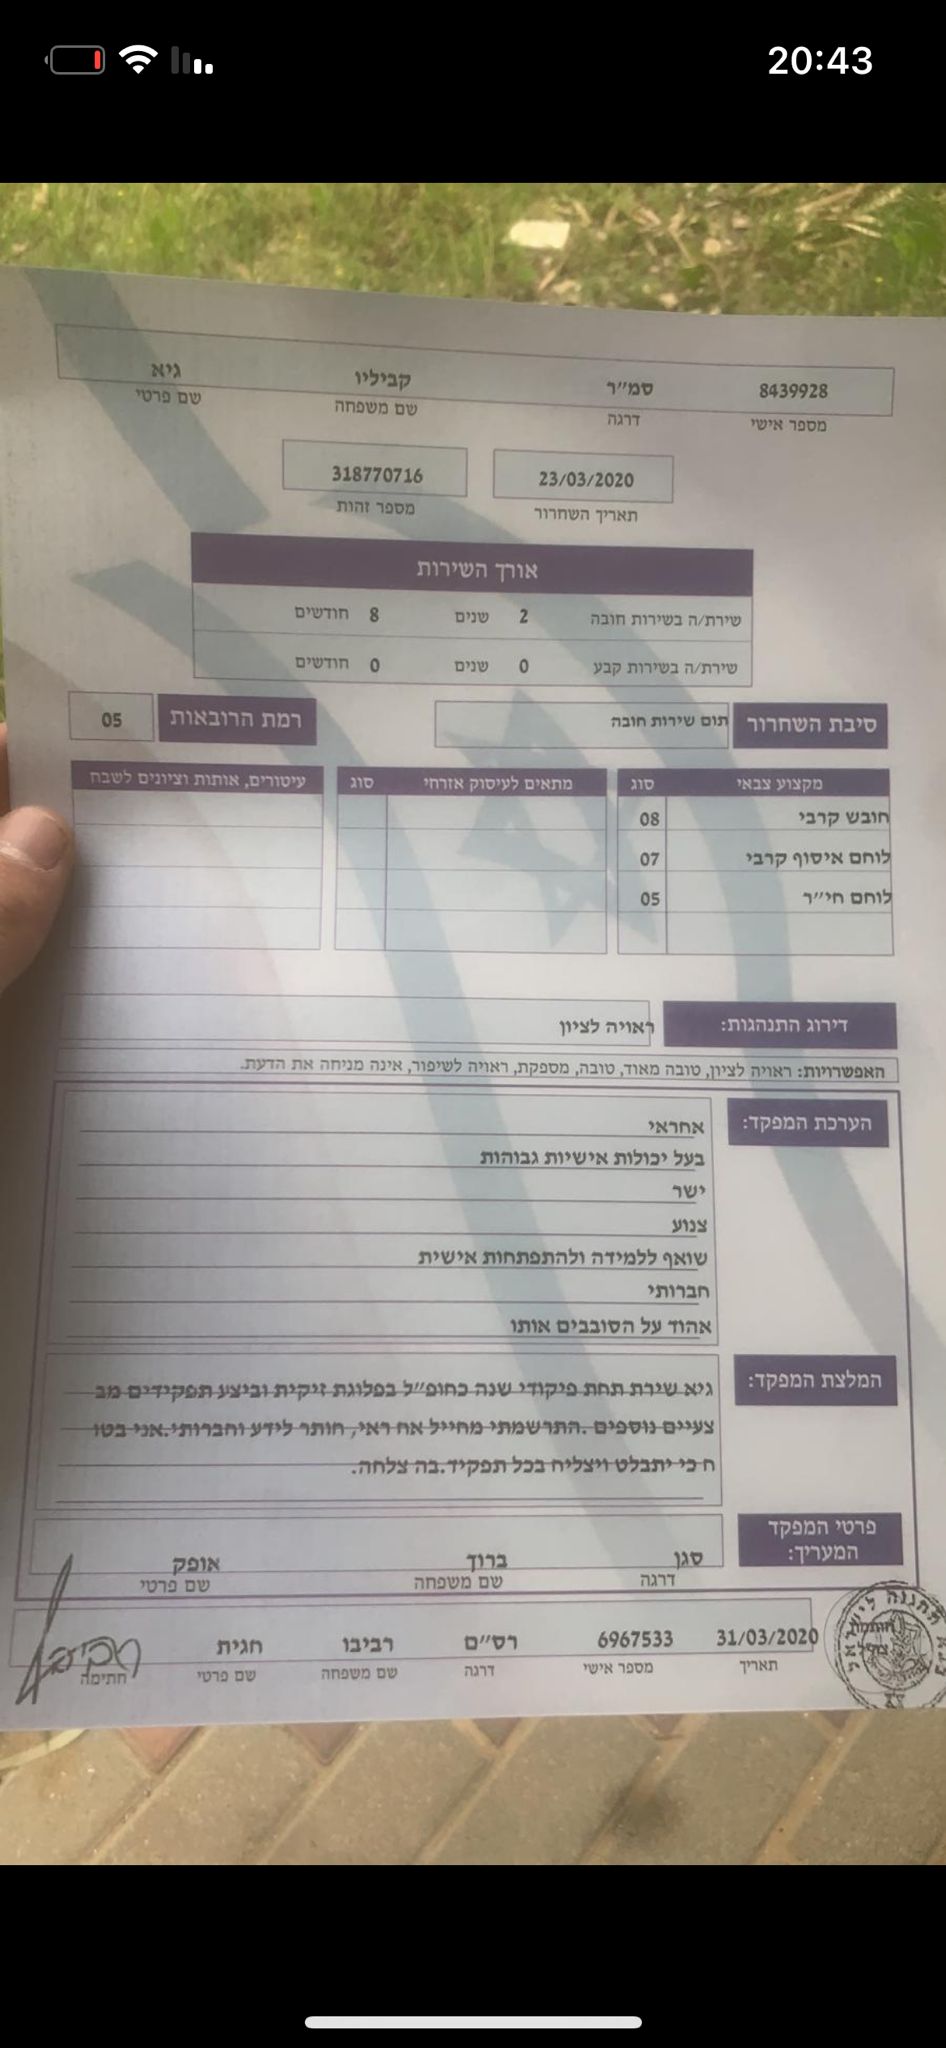 20:43
8439928 סמ"ר קביליו גיא
מספר אישי דרגה שם משפחה שם פרטי
23/03/2020 318770716
תאריך השחרור מספר זהות
אורך השירות
שירת/ה בשירות חובה 2 שנים 8 חודשים
שירת/ה בשירות קבע 0 שנים 0 חודשים
סיבת השחרור תום שירות חובה רמת הרובאות 05
מקצוע צבאי סוג מתאים לעיסוק אזרחי סוג עיטורים, אותות וציונים לשבח
חובש קרבי 08
לוחם איסוף קרבי 07
לוחם חי"ר 05
דירוג התנהגות: ראויה לציון
האפשרויות: ראויה לציון, טובה מאוד, טובה, מספקת, ראויה לשיפור, אינה מניחה את הדעת.
הערכת המפקד: אחראי
בעל יכולות אישיות גבוהות
ישר
צנוע
שואף ללמידה ולהתפתחות אישית
חברותי
אהוד על הסובבים אותו
המלצת המפקד: גיא שירת תחת פיקודי שנה כחופ"ל בפלוגת זיקית וביצע תפקידים מב
צעיים נוספים .התרשמתי מחייל אח ראי, חותר לידע וחברותי.אני בטו
ח כי יתבלט ויצליח בכל תפקיד.בה צלחה.
פרטי המפקד המעריך: סגן ברוך אופק
דרגה שם משפחה שם פרטי
31/03/2020 6967533 רס"ם רביבו חגית
תאריך מספר אישי דרגה שם משפחה שם פרטי חתימה